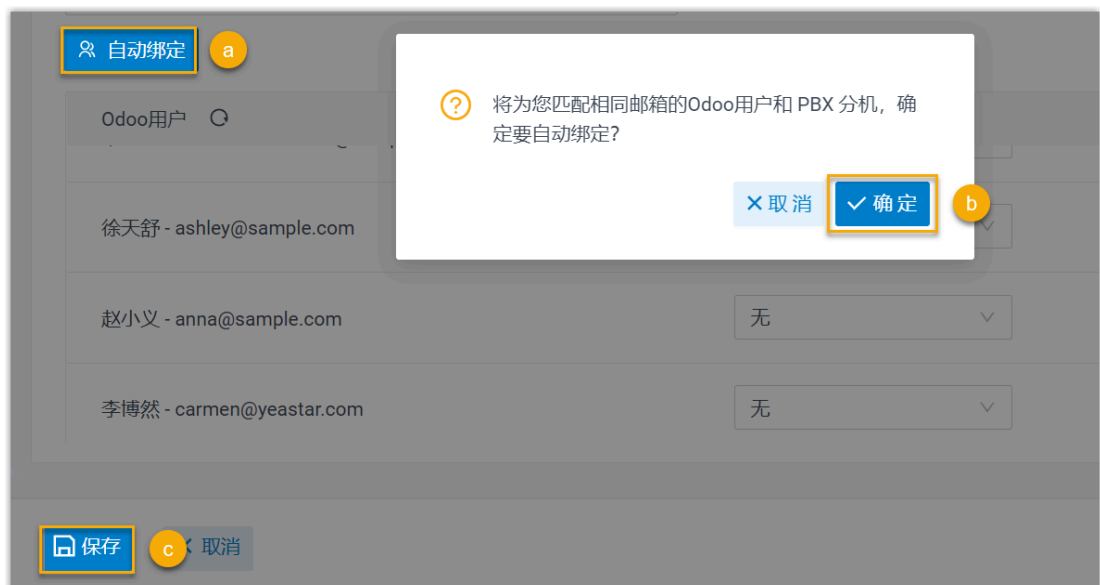 自动绑定
a
将为您匹配相同邮箱的Odoo用户和 PBX 分机，确
定要自动绑定?
Odoo用户
取消
确定
b
徐天舒 - ashley@sample.com
赵小义 - anna@sample.com
无
李博然 - carmen@yeastar.com
无
保存
c
取消